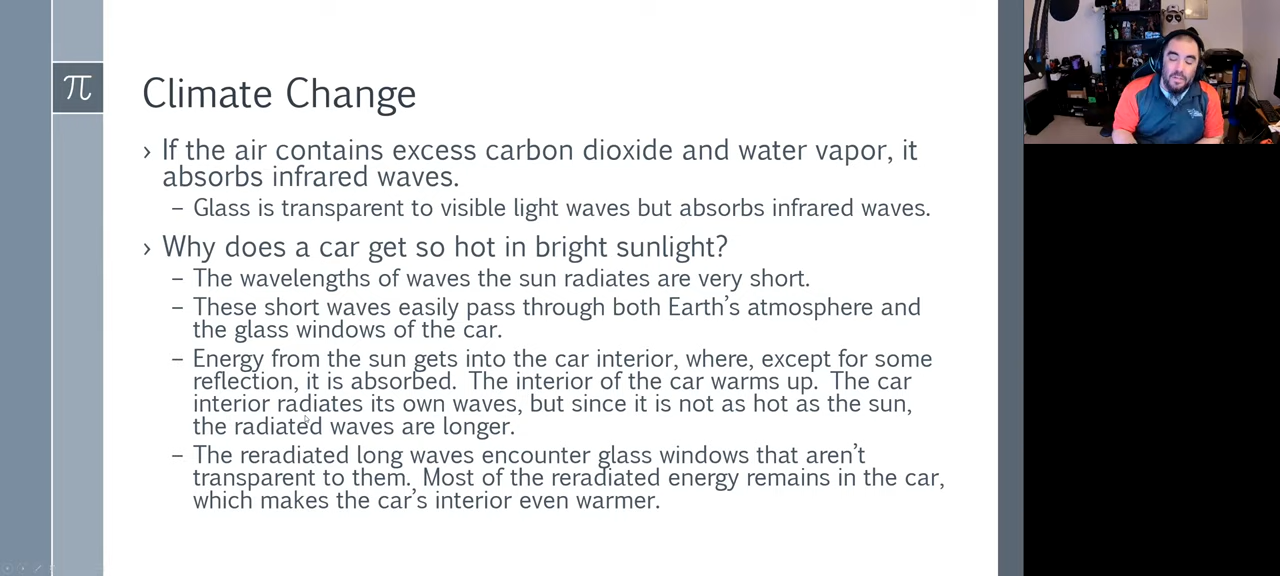 π
Climate Change
› If the air contains excess carbon dioxide and water vapor, it
absorbs infrared waves.
– Glass is transparent to visible light waves but absorbs infrared waves.
› Why does a car get so hot in bright sunlight?
– The wavelengths of waves the sun radiates are very short.
– These short waves easily pass through both Earth's atmosphere and
the glass windows of the car.
– Energy from the sun gets into the car interior, where, except for some
reflection, it is absorbed.  The interior of the car warms up.  The car
interior radiates its own waves, but since it is not as hot as the sun,
the radiated waves are longer.
– The reradiated long waves encounter glass windows that aren't
transparent to them.  Most of the reradiated energy remains in the car,
which makes the car's interior even warmer.